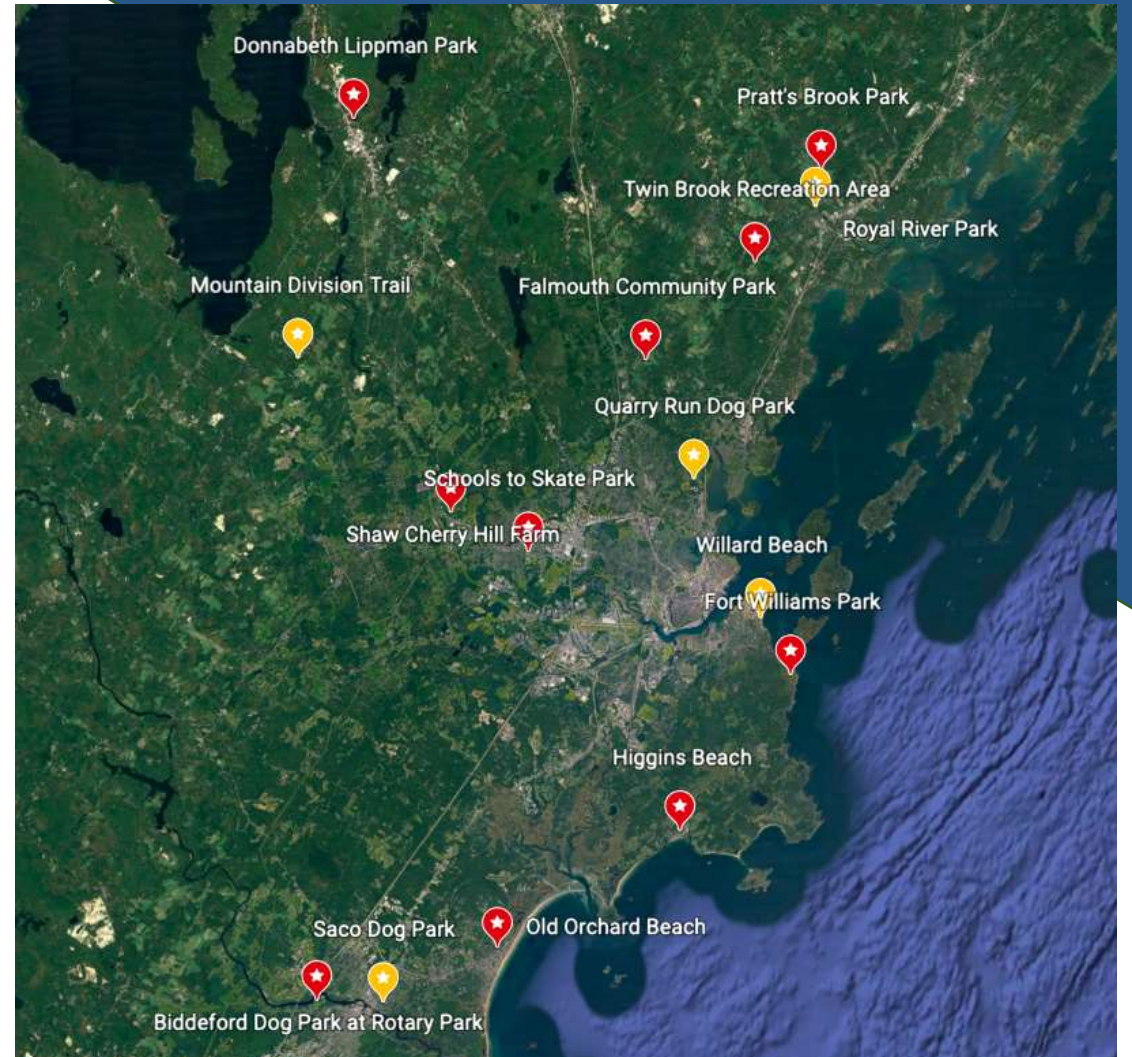 Donnabeth Lippman Park
Pratt's Brook Park
Twin Brook Recreation Area
Royal River Park
Mountain Division Trail
Falmouth Community Park
Quarry Run Dog Park
Schools to Skate Park
Shaw Cherry Hill Farm
Willard Beach
Fort Williams Park
Higgins Beach
Saco Dog Park
Old Orchard Beach
Biddeford Dog Park at Rotary Park